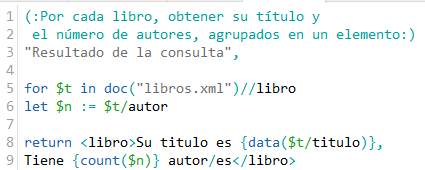 1 (:Por cada libro, obtener su título y
2 el número de autores, agrupados en un elemento:)
3 "Resultado de la consulta",
4
5 for $t in doc("libros.xml")//libro
6 let $n := $t/autor
7
8 return <libro>Su titulo es {data($t/titulo)},
9 Tiene {count($n)} autor/es</libro>